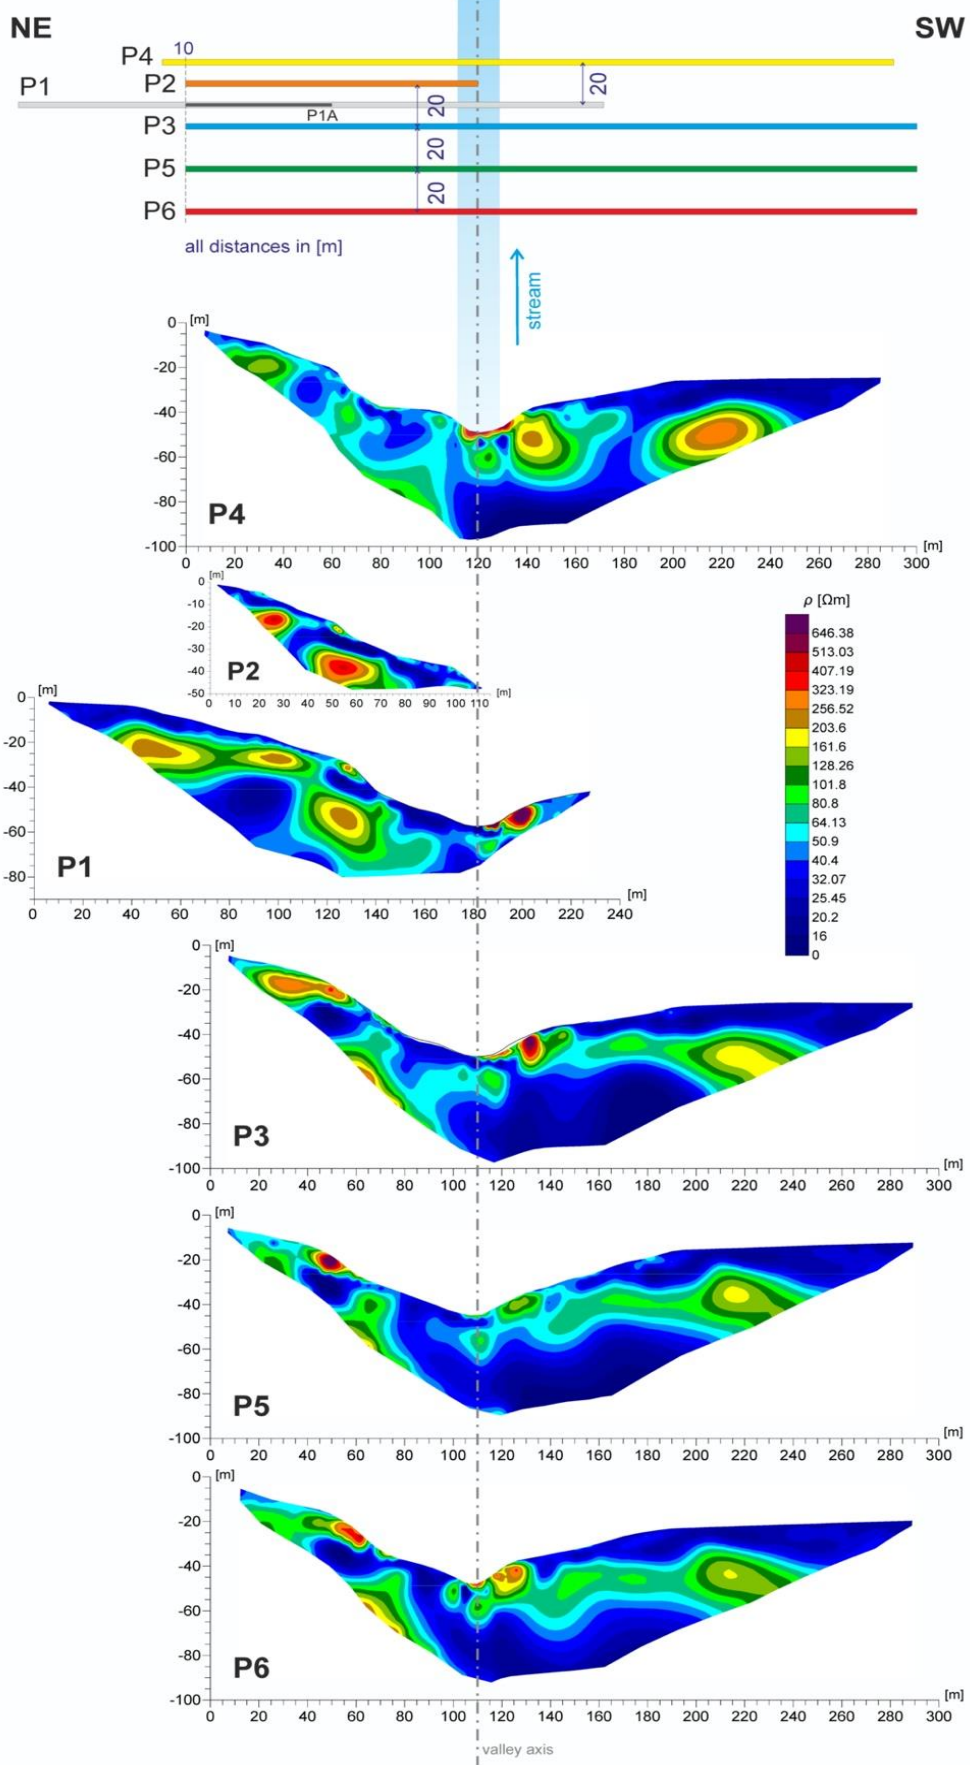 NE SW
10
P4
P2
20
P1
20
P1A
P3
20
P5
20
P6
all distances in [m]
stream
[m]
0
-20
-40
-60
-80
-100
P4
0 20 40 60 80 100 120 140 160 180 200 220 240 260 280 300 [m]
[m]
0
-10
-20
-30
-40
-50
P2
0 10 20 30 40 50 60 70 80 90 100 110 [m]
ρ [Ωm]
646.38
513.03
407.19
323.19
256.52
203.6
161.6
128.26
101.8
80.8
64.13
50.9
40.4
32.07
25.45
20.2
16
0
[m]
0
-20
-40
-60
-80
P1
0 20 40 60 80 100 120 140 160 180 200 220 240 [m]
[m]
0
-20
-40
-60
-80
-100
P3
0 20 40 60 80 100 120 140 160 180 200 220 240 260 280 300 [m]
[m]
0
-20
-40
-60
-80
-100
P5
0 20 40 60 80 100 120 140 160 180 200 220 240 260 280 300 [m]
[m]
0
-20
-40
-60
-80
-100
P6
0 20 40 60 80 100 120 140 160 180 200 220 240 260 280 300 [m]
valley axis